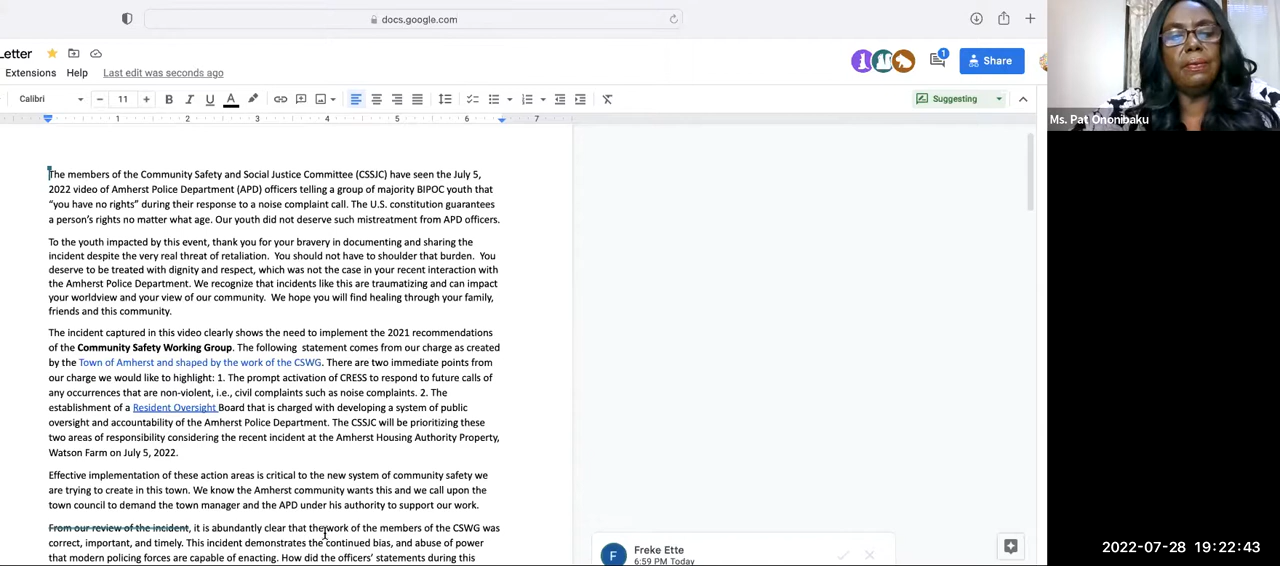 docs.google.com
Letter
1
Share
Extensions Help Last edit was seconds ago
Calibri 11 B I U A Suggesting
1 2 3 4 5 6 7
Ms. Pat Ononibaku
The members of the Community Safety and Social Justice Committee (CSSJC) have seen the July 5,
2022 video of Amherst Police Department (APD) officers telling a group of majority BIPOC youth that
“you have no rights” during their response to a noise complaint call. The U.S. constitution guarantees
a person’s rights no matter what age. Our youth did not deserve such mistreatment from APD officers.
To the youth impacted by this event, thank you for your bravery in documenting and sharing the
incident despite the very real threat of retaliation.  You should not have to shoulder that burden.  You
deserve to be treated with dignity and respect, which was not the case in your recent interaction with
the Amherst Police Department. We recognize that incidents like this are traumatizing and can impact
your worldview and your view of our community.  We hope you will find healing through your family,
friends and this community.
The incident captured in this video clearly shows the need to implement the 2021 recommendations
of the Community Safety Working Group. The following  statement comes from our charge as created
by the Town of Amherst and shaped by the work of the CSWG. There are two immediate points from
our charge we would like to highlight: 1. The prompt activation of CRESS to respond to future calls of
any occurrences that are non-violent, i.e., civil complaints such as noise complaints. 2. The
establishment of a Resident Oversight Board that is charged with developing a system of public
oversight and accountability of the Amherst Police Department. The CSSJC will be prioritizing these
two areas of responsibility considering the recent incident at the Amherst Housing Authority Property,
Watson Farm on July 5, 2022.
Effective implementation of these action areas is critical to the new system of community safety we
are trying to create in this town. We know the Amherst community wants this and we call upon the
town council to demand the town manager and the APD under his authority to support our work.
From our review of the incident, it is abundantly clear that the work of the members of the CSWG was
correct, important, and timely. This incident demonstrates the continued bias, and abuse of power
that modern policing forces are capable of enacting. How did the officers’ statements during this
F
Freke Ette
6:59 PM Today
2022-07-28 19:22:43